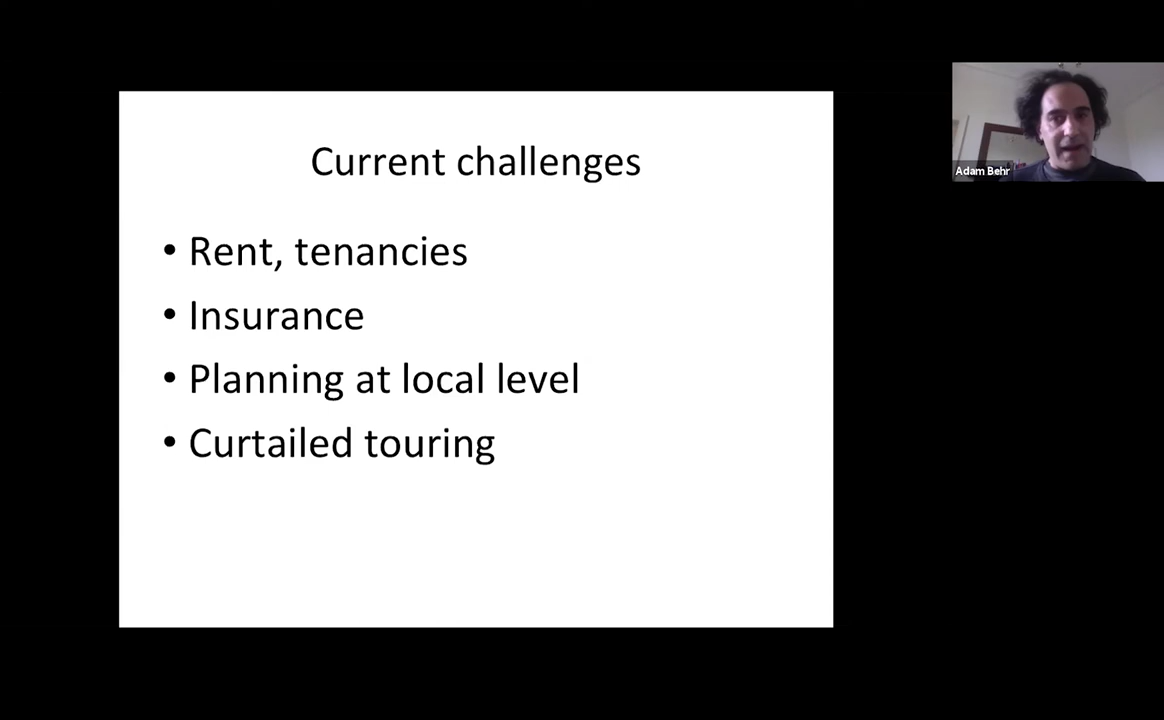 Current challenges
• Rent, tenancies
• Insurance
• Planning at local level
• Curtailed touring
Adam Behr